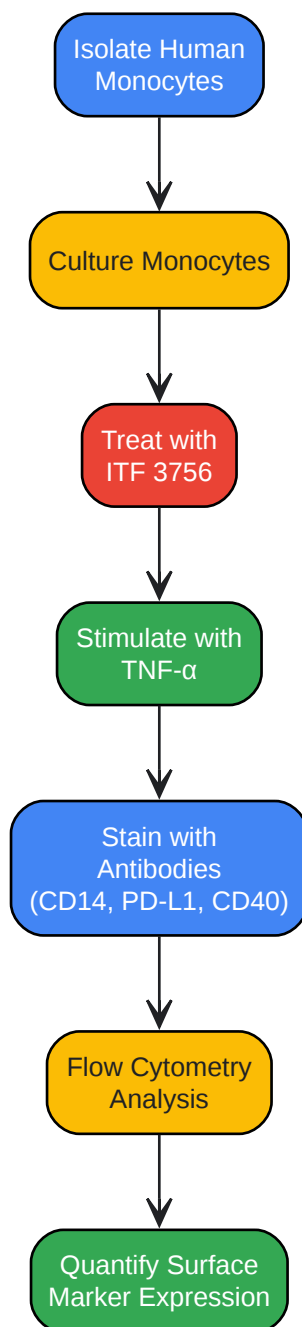 Isolate Human
Monocytes
Culture Monocytes
Treat with
ITF 3756
Stimulate with
TNF-α
Stain with
Antibodies
(CD14, PD-L1, CD40)
Flow Cytometry
Analysis
Quantify Surface
Marker Expression